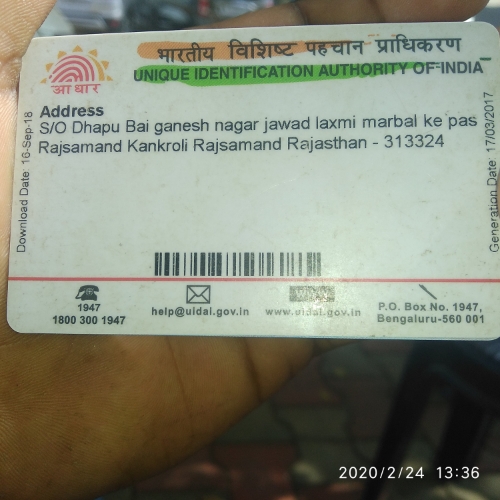 भारतीय विशिष्ट पहचान प्राधिकरण
UNIQUE IDENTIFICATION AUTHORITY OF INDIA
आधार
Address
S/O Dhapu Bai ganesh nagar jawad laxmi marbal ke pas
Rajsamand Kankroli Rajsamand Rajasthan - 313324
Download Date: 16-Sep-18
Generation Date: 17/03/2017
1947
1800 300 1947
help@uidai.gov.in
www.uidai.gov.in
P.O. Box No. 1947,
Bengaluru-560 001
2020/2/24 13:36